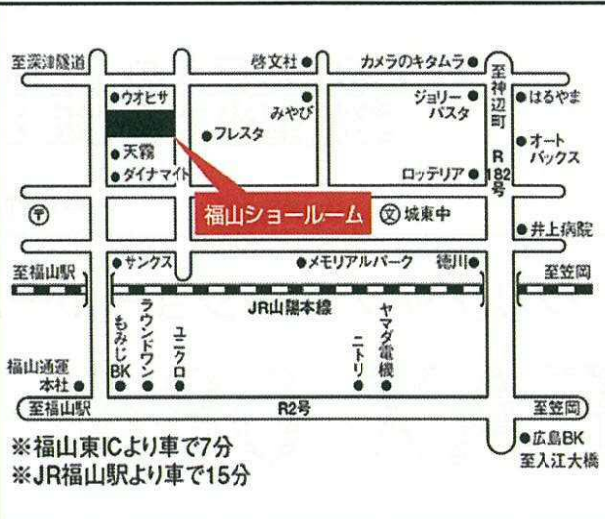 至深津隧道
啓文社
カメラのキタムラ
至神辺町
R182号
ウオヒサ
みやび
ジョリーパスタ
はるやま
フレスタ
天霧
ダイナマイト
ロッテリア
オートバックス
福山ショールーム
〒
文 城東中
井上病院
サンクス
メモリアルパーク
徳川
至福山駅
至笠岡
JR山陽本線
もみじBK
ラウンドワン
ユニクロ
ニトリ
ヤマダ電機
福山通運
本社
至福山駅
R2号
至笠岡
広島BK
至入江大橋
※福山東ICより車で7分
※JR福山駅より車で15分